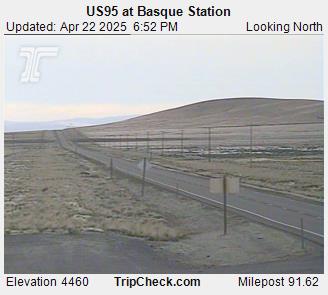 US95 at Basque Station
Updated: Apr 22 2025 6:52 PM Looking North
Elevation 4460 TripCheck.com Milepost 91.62